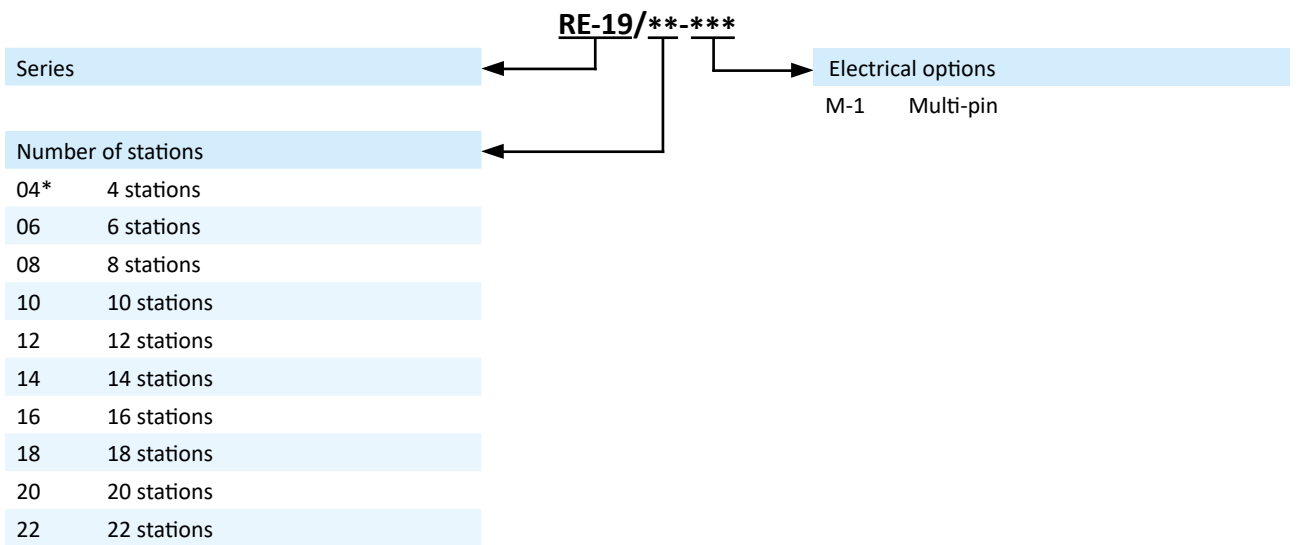 RE-19/**-***
Series
Electrical options
M-1 Multi-pin
Number of stations
04* 4 stations
06 6 stations
08 8 stations
10 10 stations
12 12 stations
14 14 stations
16 16 stations
18 18 stations
20 20 stations
22 22 stations